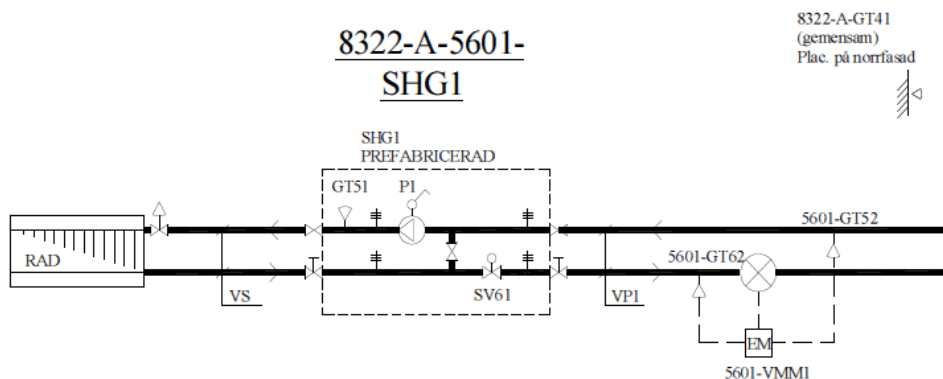 8322-A-5601-
SHG1
8322-A-GT41
(gemensam)
Plac. på norrfasad
SHG1
PREFABRICERAD
GT51
P1
5601-GT52
RAD
5601-GT62
VS
SV61
VP1
EM
5601-VMM1